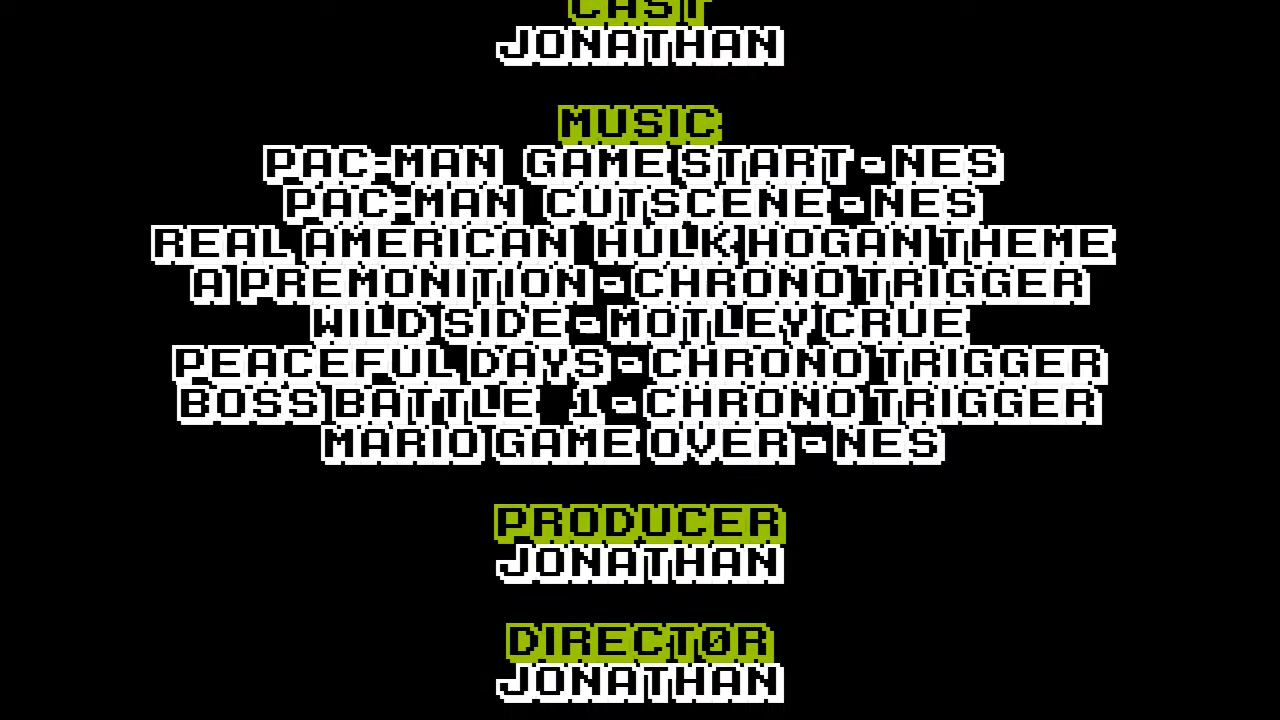 CAST
JONATHAN
MUSIC
PAC-MAN GAME START - NES
PAC-MAN CUTSCENE - NES
REAL AMERICAN HULK HOGAN THEME
A PREMONITION - CHRONO TRIGGER
WILD SIDE - MOTLEY CRUE
PEACEFUL DAYS - CHRONO TRIGGER
BOSS BATTLE 1 - CHRONO TRIGGER
MARIO GAME OVER - NES
PRODUCER
JONATHAN
DIRECTØR
JONATHAN